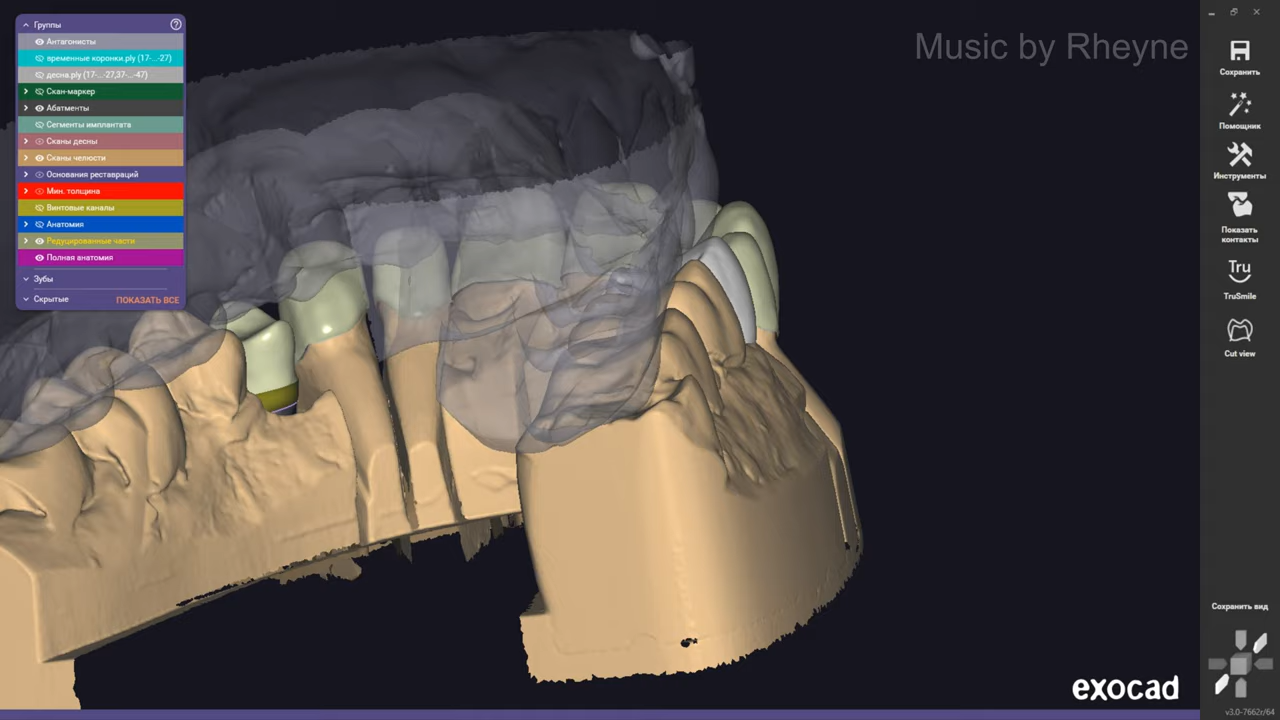 Группы
Антагонисты
временные коронки.ply (17-...-27)
десна.ply (17-...-27,37-...-47)
Скан-маркер
Абатменты
Сегменты имплантата
Сканы десны
Сканы челюсти
Основания реставраций
Мин. толщина
Винтовые каналы
Анатомия
Редуцированные части
Полная анатомия
Зубы
Скрытые ПОКАЗАТЬ ВСЕ
Music by Rheyne
Сохранить
Помощник
Инструменты
Показать
контакты
Tru
TruSmile
Cut view
Сохранить вид
exocad
v3.0-7662r/64